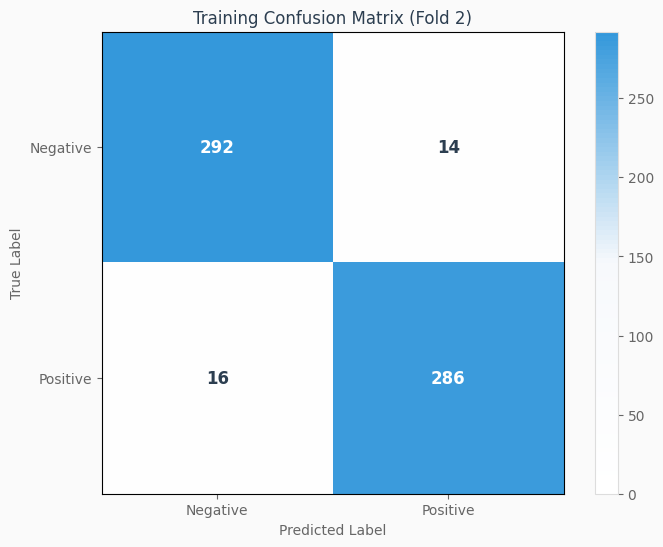 Training Confusion Matrix (Fold 2)
True Label
Negative
292
14
Positive
16
286
Negative
Positive
Predicted Label
250
200
150
100
50
0